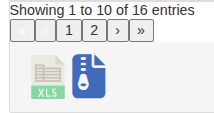 Showing 1 to 10 of 16 entries
« ‹ 1 2 › »
XLS